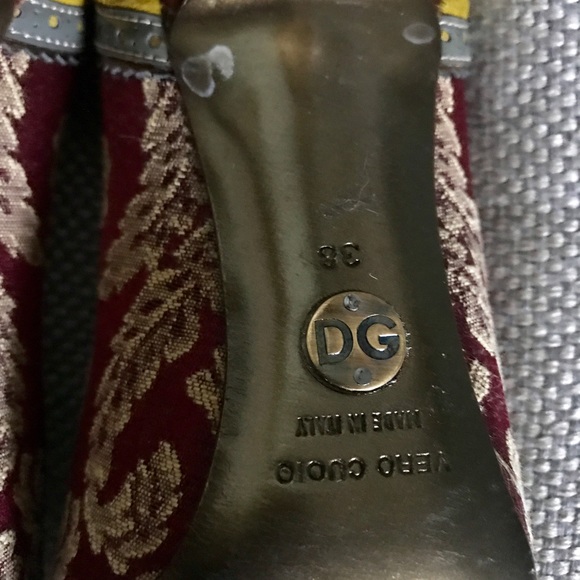 38
DG
MADE IN ITALY
VERO CUOIO